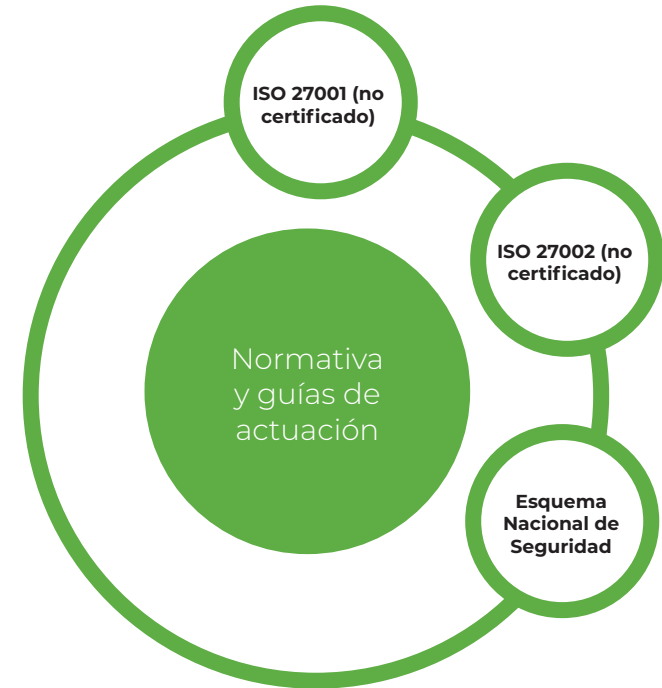 ISO 27001 (no
certificado)
ISO 27002 (no
certificado)
Normativa
y guías de
actuación
Esquema
Nacional de
Seguridad